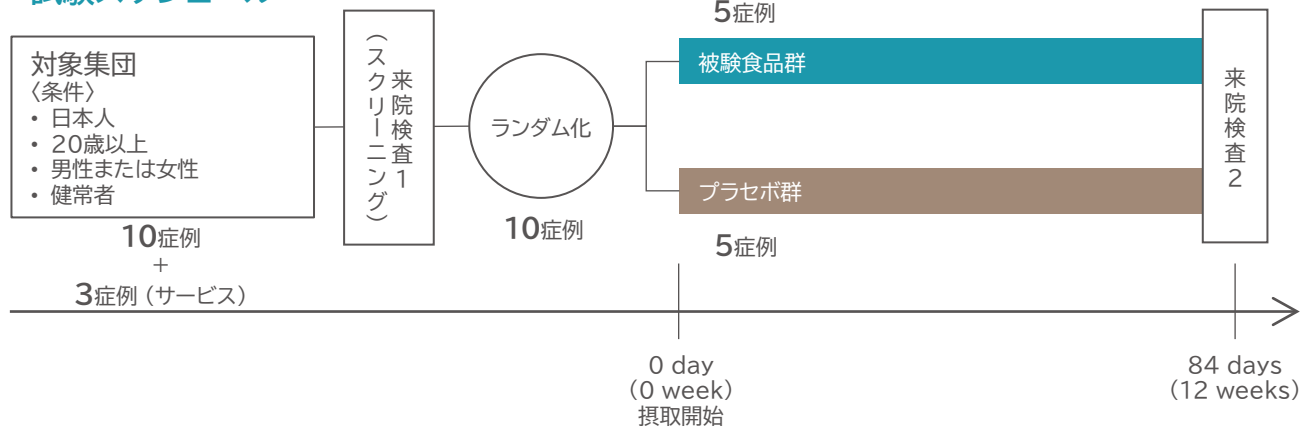 対象集団
〈条件〉
・ 日本人
・ 20歳以上
・ 男性または女性
・ 健常者
10症例
+
3症例（サービス）
来院検査1
（スクリーニング）
ランダム化
10症例
5症例
被験食品群
プラセボ群
5症例
来院検査2
0 day
(0 week)
摂取開始
84 days
(12 weeks)